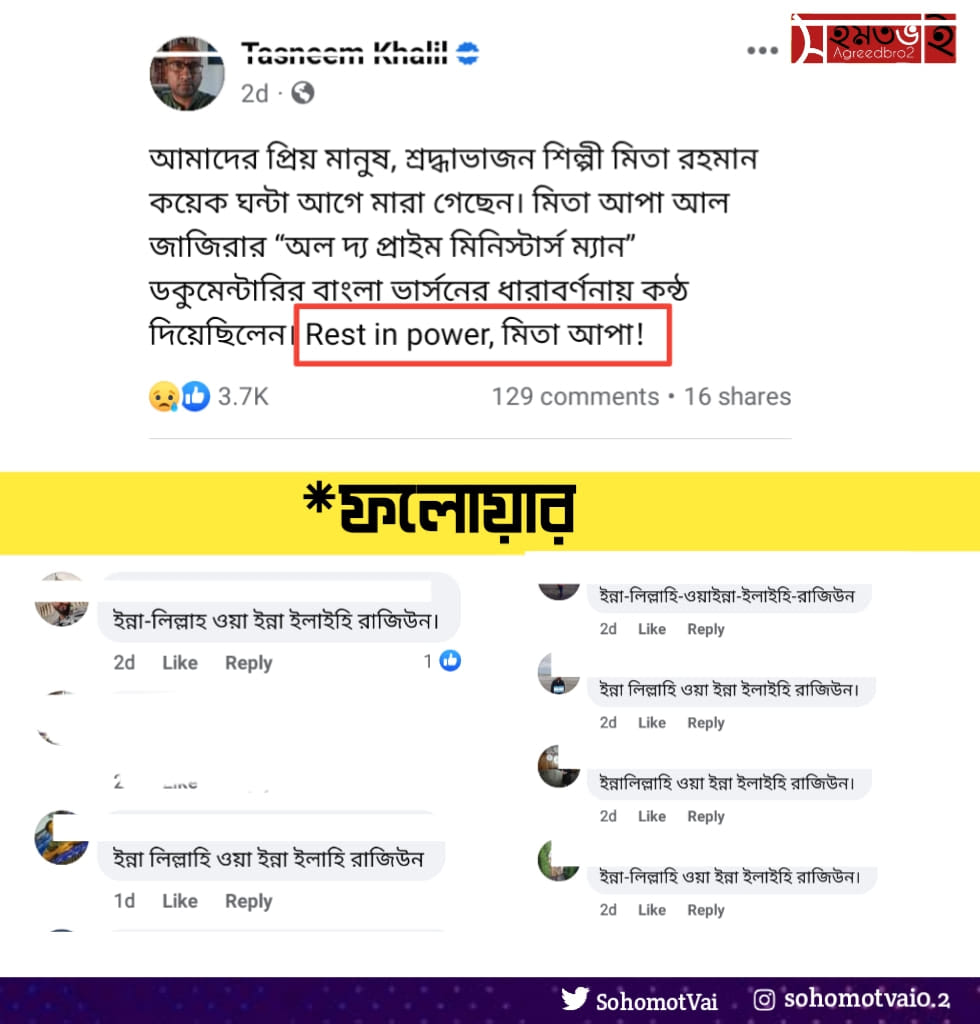 সহমতভাই
Agreedbro2
Tasneem Khalil
2d
আমাদের প্রিয় মানুষ, শ্রদ্ধাভাজন শিল্পী মিতা রহমান
কয়েক ঘন্টা আগে মারা গেছেন। মিতা আপা আল
জাজিরার “অল দ্য প্রাইম মিনিস্টার্স ম্যান”
ডকুমেন্টারির বাংলা ভার্সনের ধারাবর্ণনায় কন্ঠ
দিয়েছিলেন। Rest in power, মিতা আপা!
3.7K 129 comments • 16 shares
*ফলোয়ার
ইন্না-লিল্লাহ ওয়া ইন্না ইলাইহি রাজিউন।
2d Like Reply 1
ইন্না লিল্লাহি ওয়া ইন্না ইলাহি রাজিউন
1d Like Reply
ইন্না-লিল্লাহি-ওয়াইন্না-ইলাইহি-রাজিউন
2d Like Reply
ইন্না লিল্লাহি ওয়া ইন্না ইলাইহি রাজিউন।
2d Like Reply
ইন্নালিল্লাহি ওয়া ইন্না ইলাইহি রাজিউন।
2d Like Reply
ইন্না-লিল্লাহি ওয়া ইন্না ইলাইহি রাজিউন।
2d Like Reply
SohomotVai sohomotvai0.2